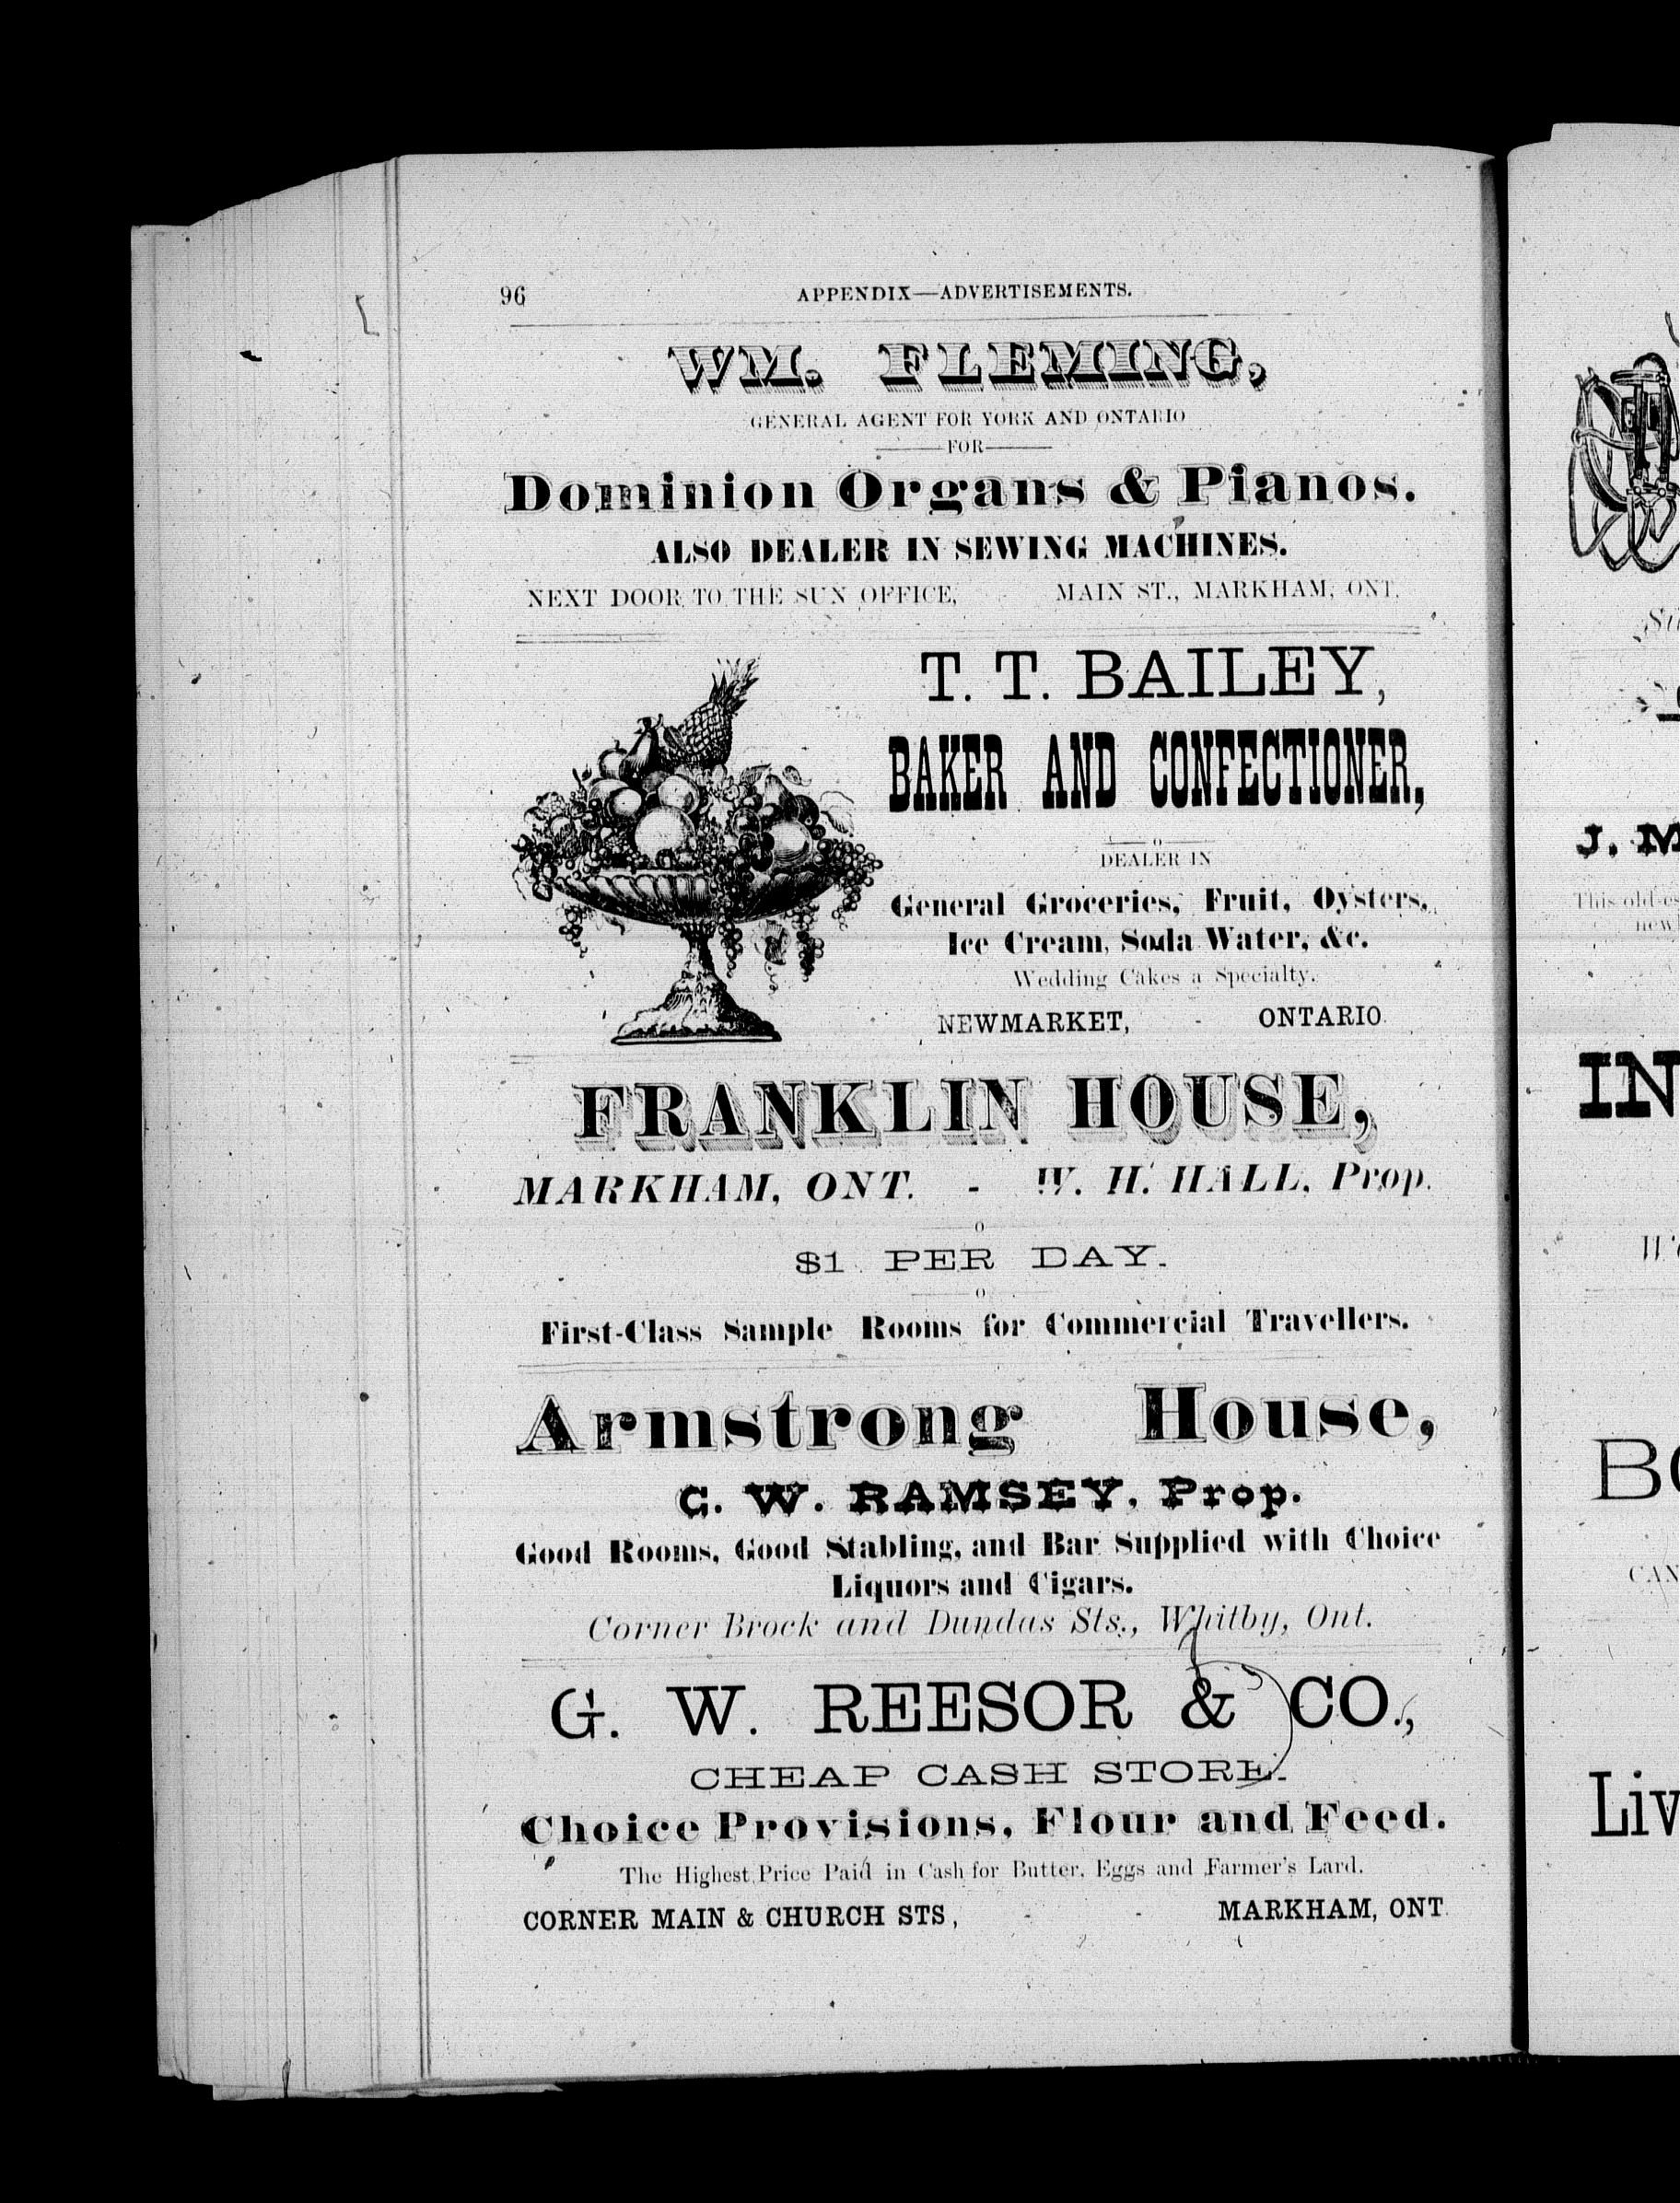 96
APPENDIX—ADVERTISEMENTS.
WM. FLEMING,
GENERAL AGENT FOR YORK AND ONTARIO
—FOR—
Dominion Organs & Pianos.
ALSO DEALER IN SEWING MACHINES.
NEXT DOOR TO THE SUN OFFICE, MAIN ST., MARKHAM, ONT.
T. T. BAILEY,
BAKER AND CONFECTIONER,
—o—
DEALER IN
General Groceries, Fruit, Oysters,
Ice Cream, Soda Water, &c.
Wedding Cakes a Specialty.
NEWMARKET, - ONTARIO
FRANKLIN HOUSE,
MARKHAM, ONT. - W. H. HALL, Prop.
—o—
$1 PER DAY.
—o—
First-Class Sample Rooms for Commercial Travellers.
Armstrong House,
C. W. RAMSEY, Prop.
Good Rooms, Good Stabling, and Bar Supplied with Choice
Liquors and Cigars.
Corner Brock and Dundas Sts., Whitby, Ont.
G. W. REESOR & CO.,
CHEAP CASH STORE.
Choice Provisions, Flour and Feed.
The Highest Price Paid in Cash for Butter, Eggs and Farmer's Lard.
CORNER MAIN & CHURCH STS, - - MARKHAM, ONT.
J. M
This old-es
IN
BO
CAN
Liv